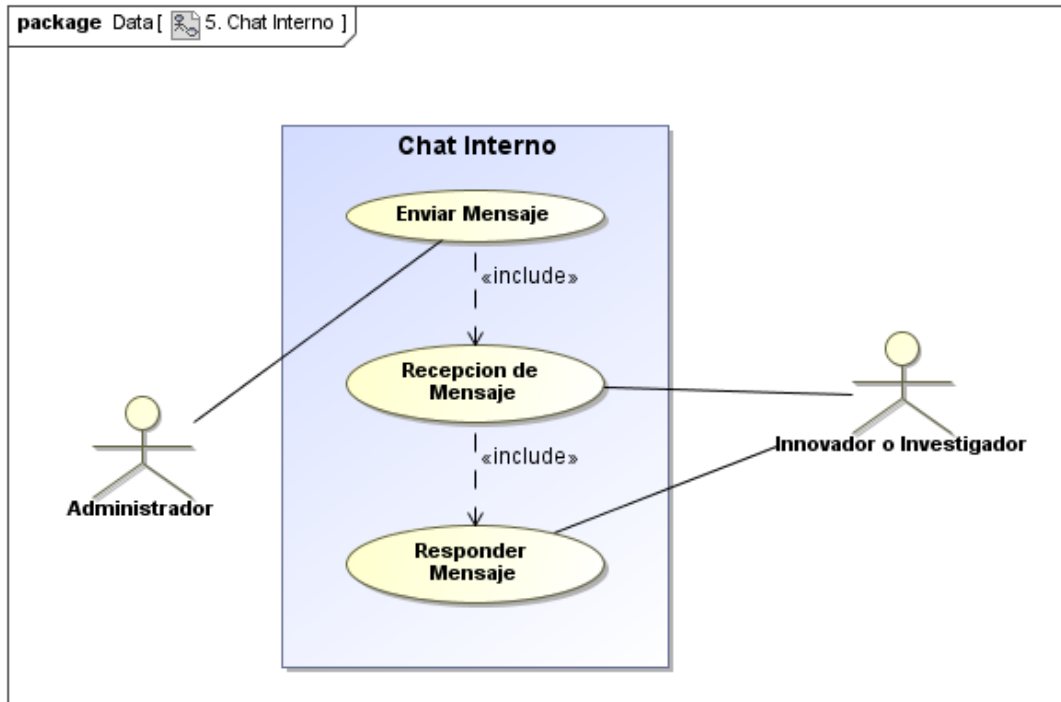 package Data [ 5. Chat Interno ]
Chat Interno
Enviar Mensaje
«include»
Recepcion de
Mensaje
«include»
Responder
Mensaje
Administrador
Innovador o Investigador